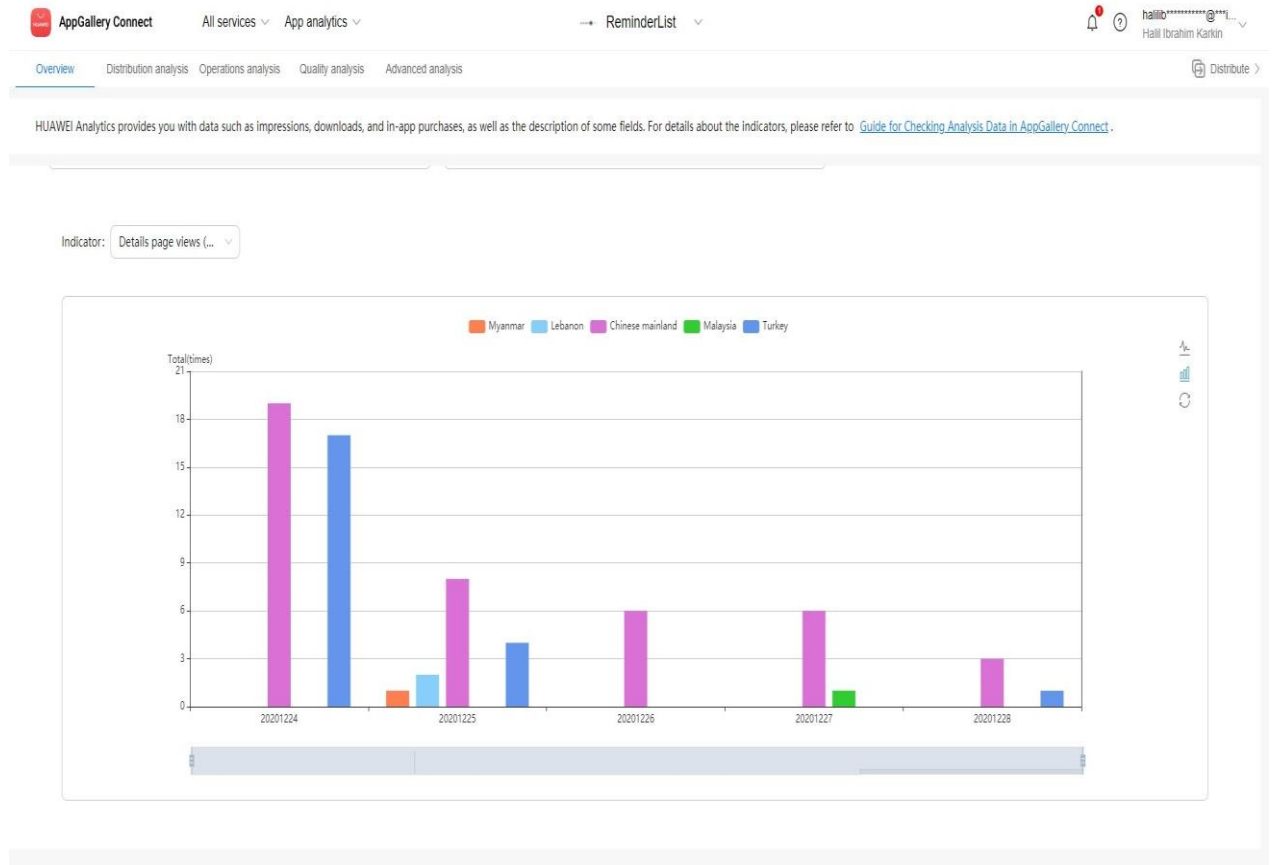 HUAWEI AppGallery Connect All services App analytics ReminderList halilib***********@***i...
Halil Ibrahim Karkin
Overview Distribution analysis Operations analysis Quality analysis Advanced analysis Distribute
HUAWEI Analytics provides you with data such as impressions, downloads, and in-app purchases, as well as the description of some fields. For details about the indicators, please refer to Guide for Checking Analysis Data in AppGallery Connect .
Indicator: Details page views (...
Myanmar Lebanon Chinese mainland Malaysia Turkey
Total(times)
21
18
15
12
9
6
3
0
20201224 20201225 20201226 20201227 20201228